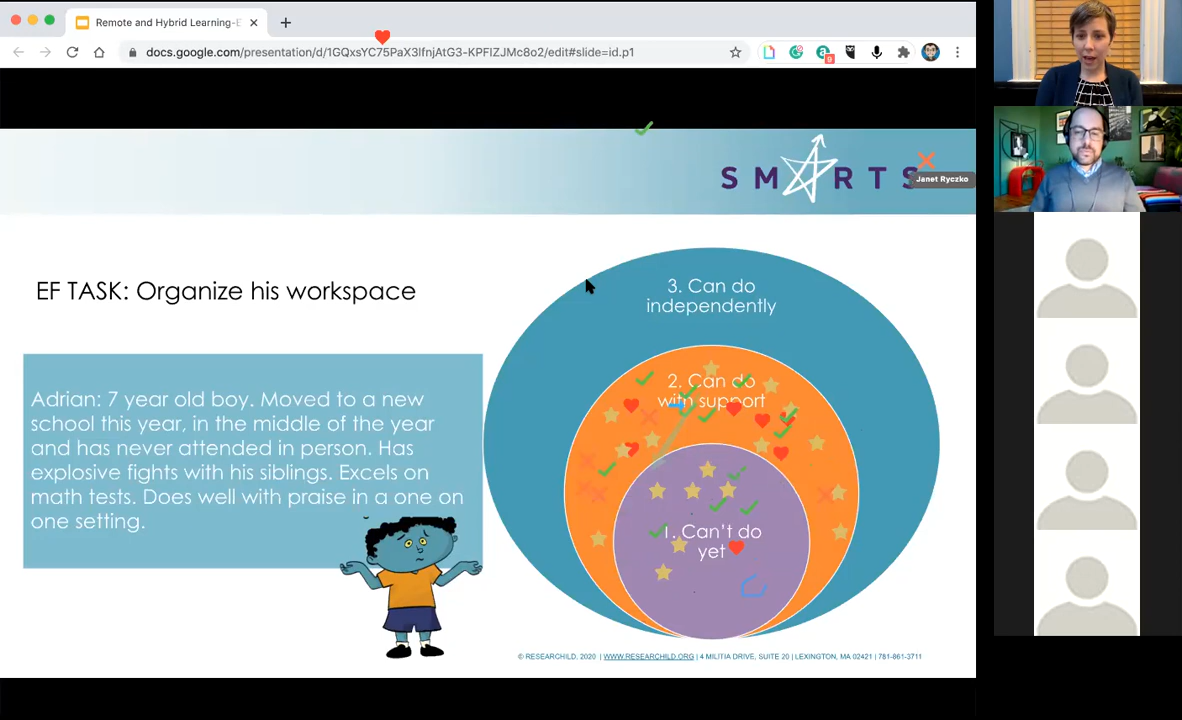 Remote and Hybrid Learning-E
docs.google.com/presentation/d/1GQxsYC75PaX3lfnjAtG3-KPFIZJMc8o2/edit#slide=id.p1
9
SMARTS
Janet Ryczko
EF TASK: Organize his workspace
Adrian: 7 year old boy. Moved to a new
school this year, in the middle of the year
and has never attended in person. Has
explosive fights with his siblings. Excels on
math tests. Does well with praise in a one on
one setting.
3. Can do
independently
2. Can do
with support
1. Can’t do
yet
© RESEARCHILD, 2020 | WWW.RESEARCHILD.ORG | 4 MILITIA DRIVE, SUITE 20 | LEXINGTON, MA 02421 | 781-861-3711